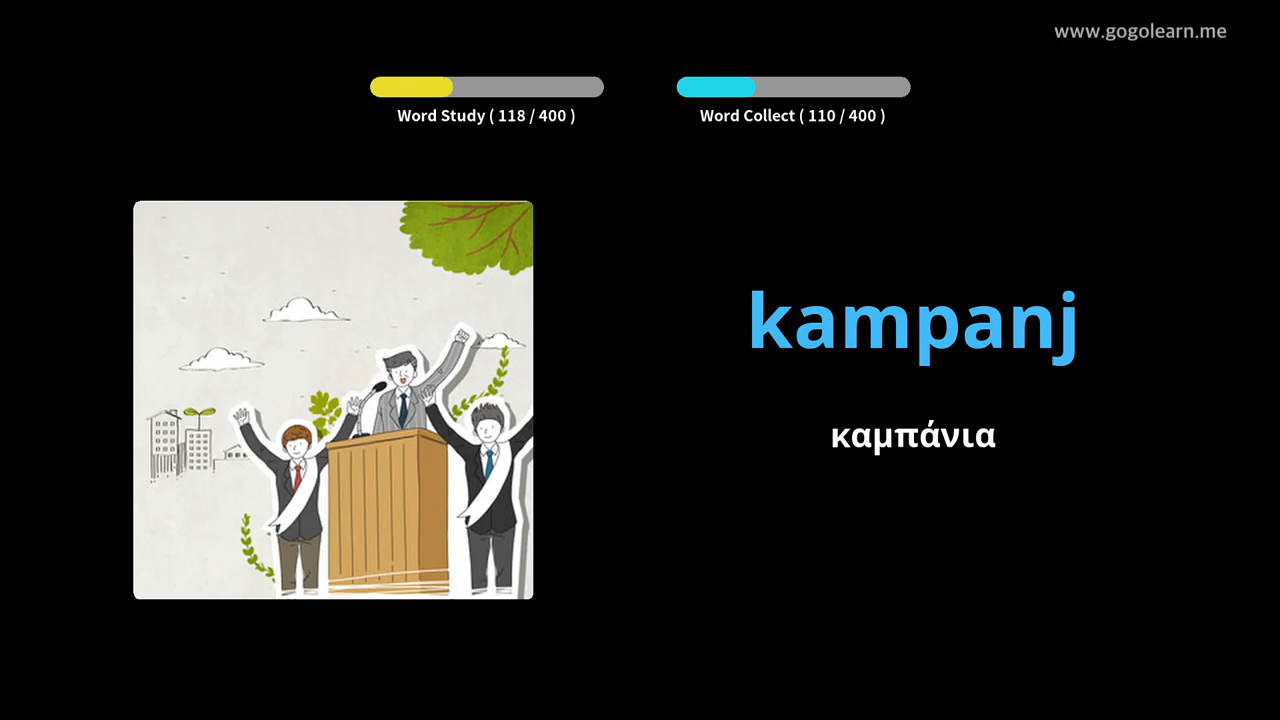 www.gogolearn.me
Word Study ( 118 / 400 )
Word Collect ( 110 / 400 )
kampanj
καμπάνια